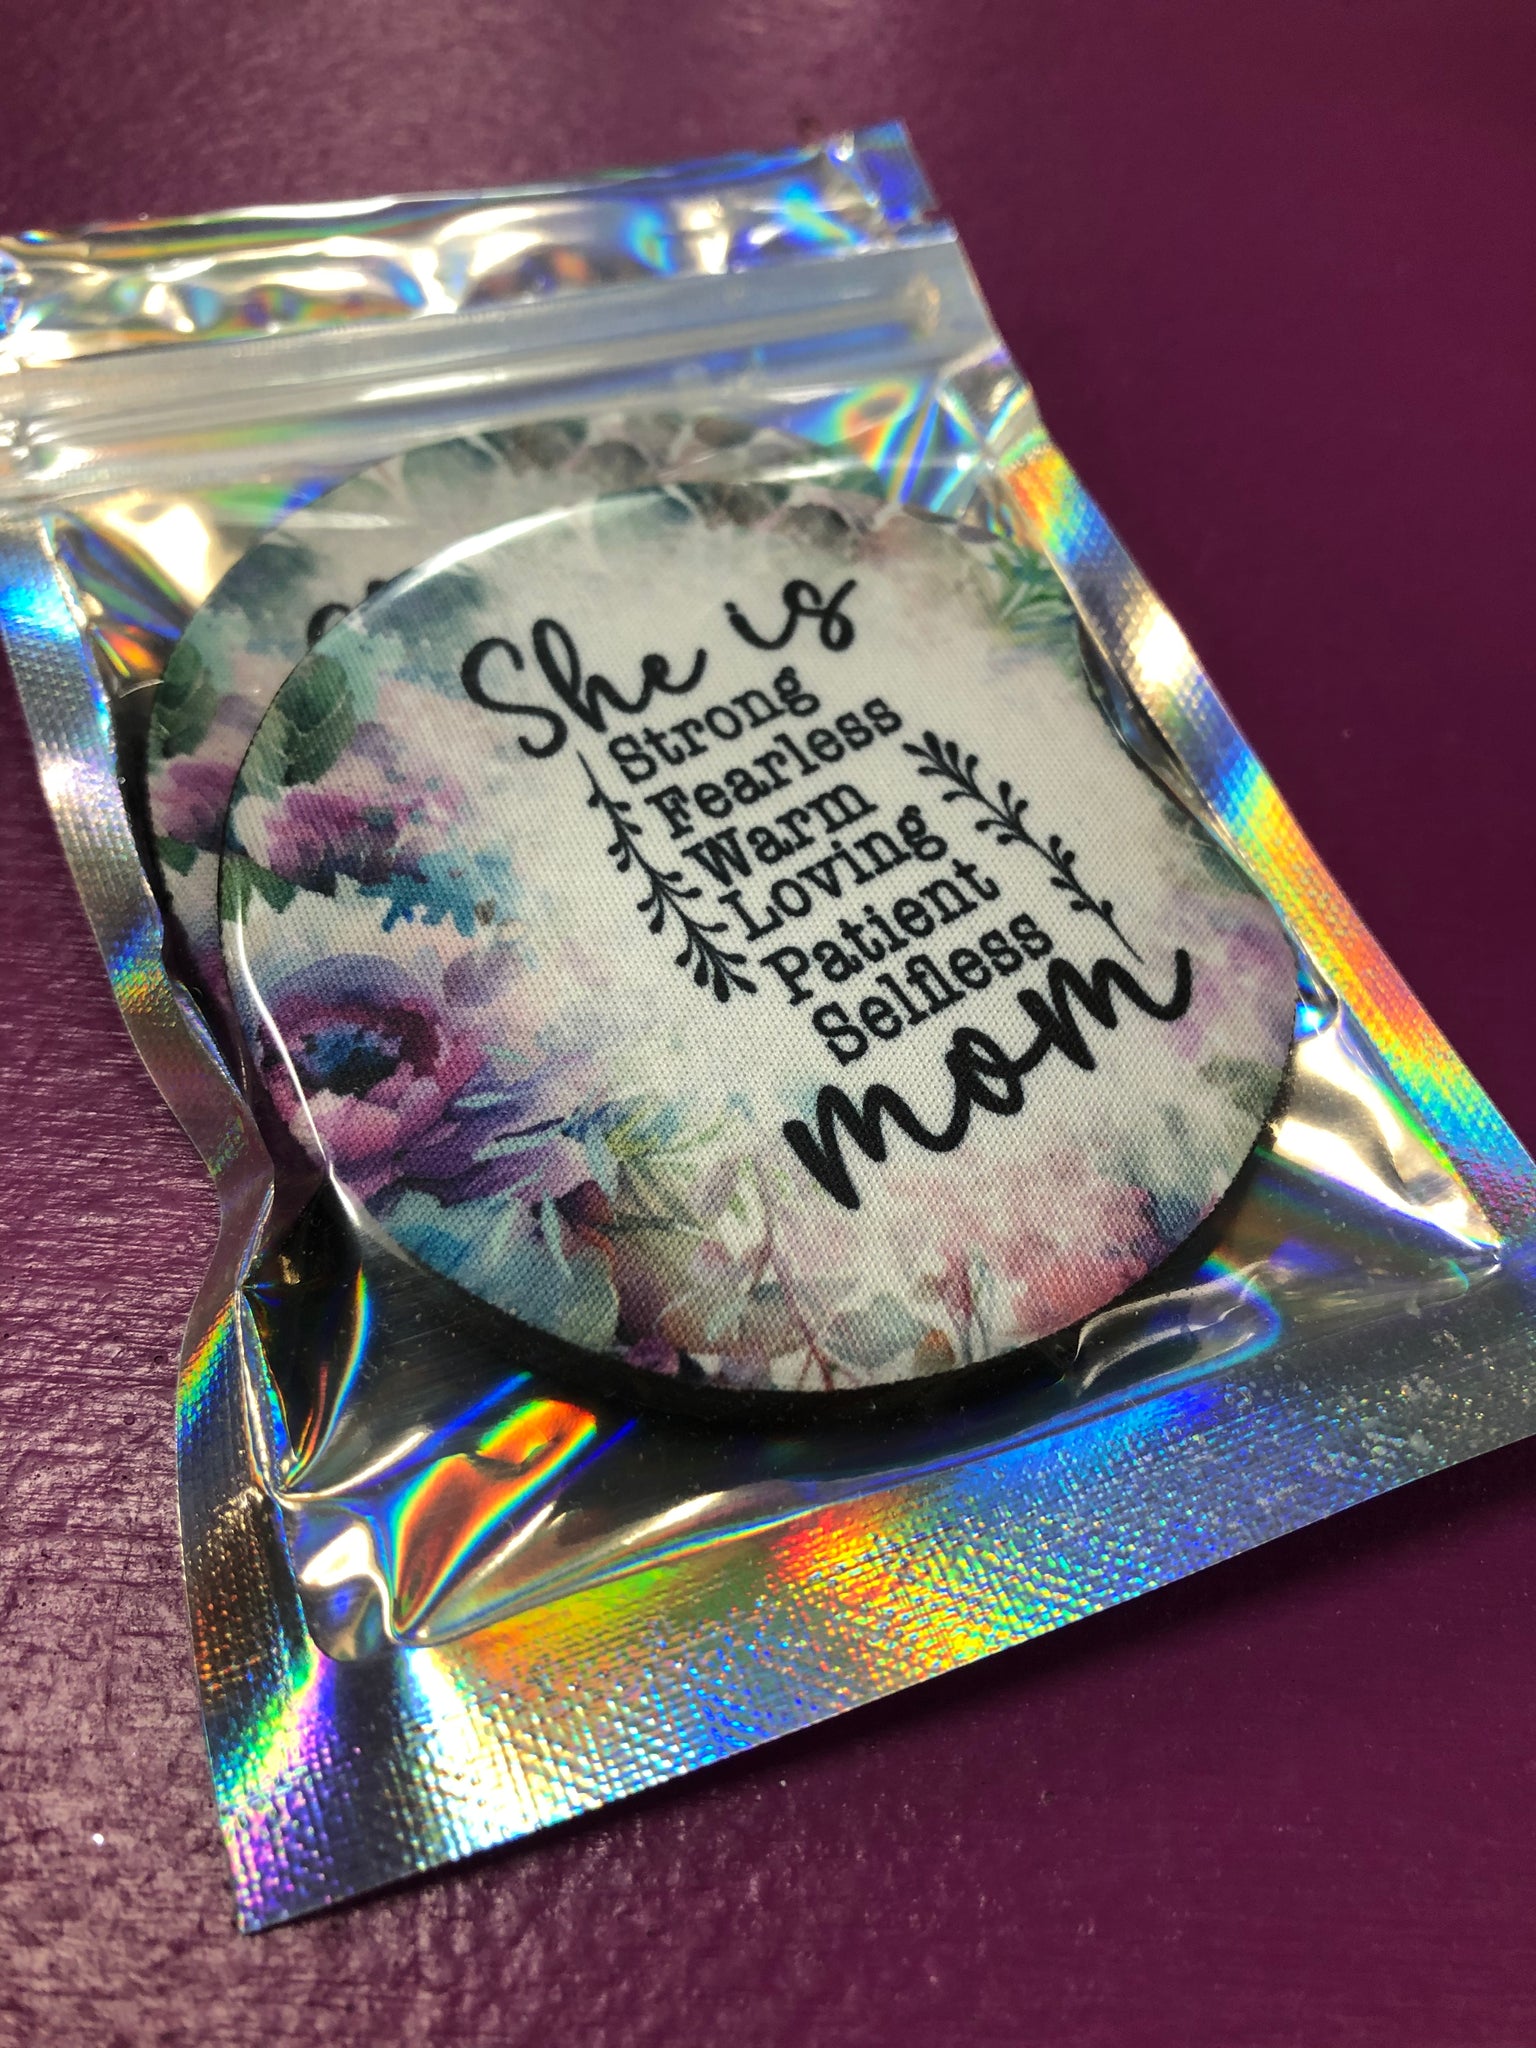 She is
Strong
Fearless
Warm
Loving
Patient
Selfless
mom